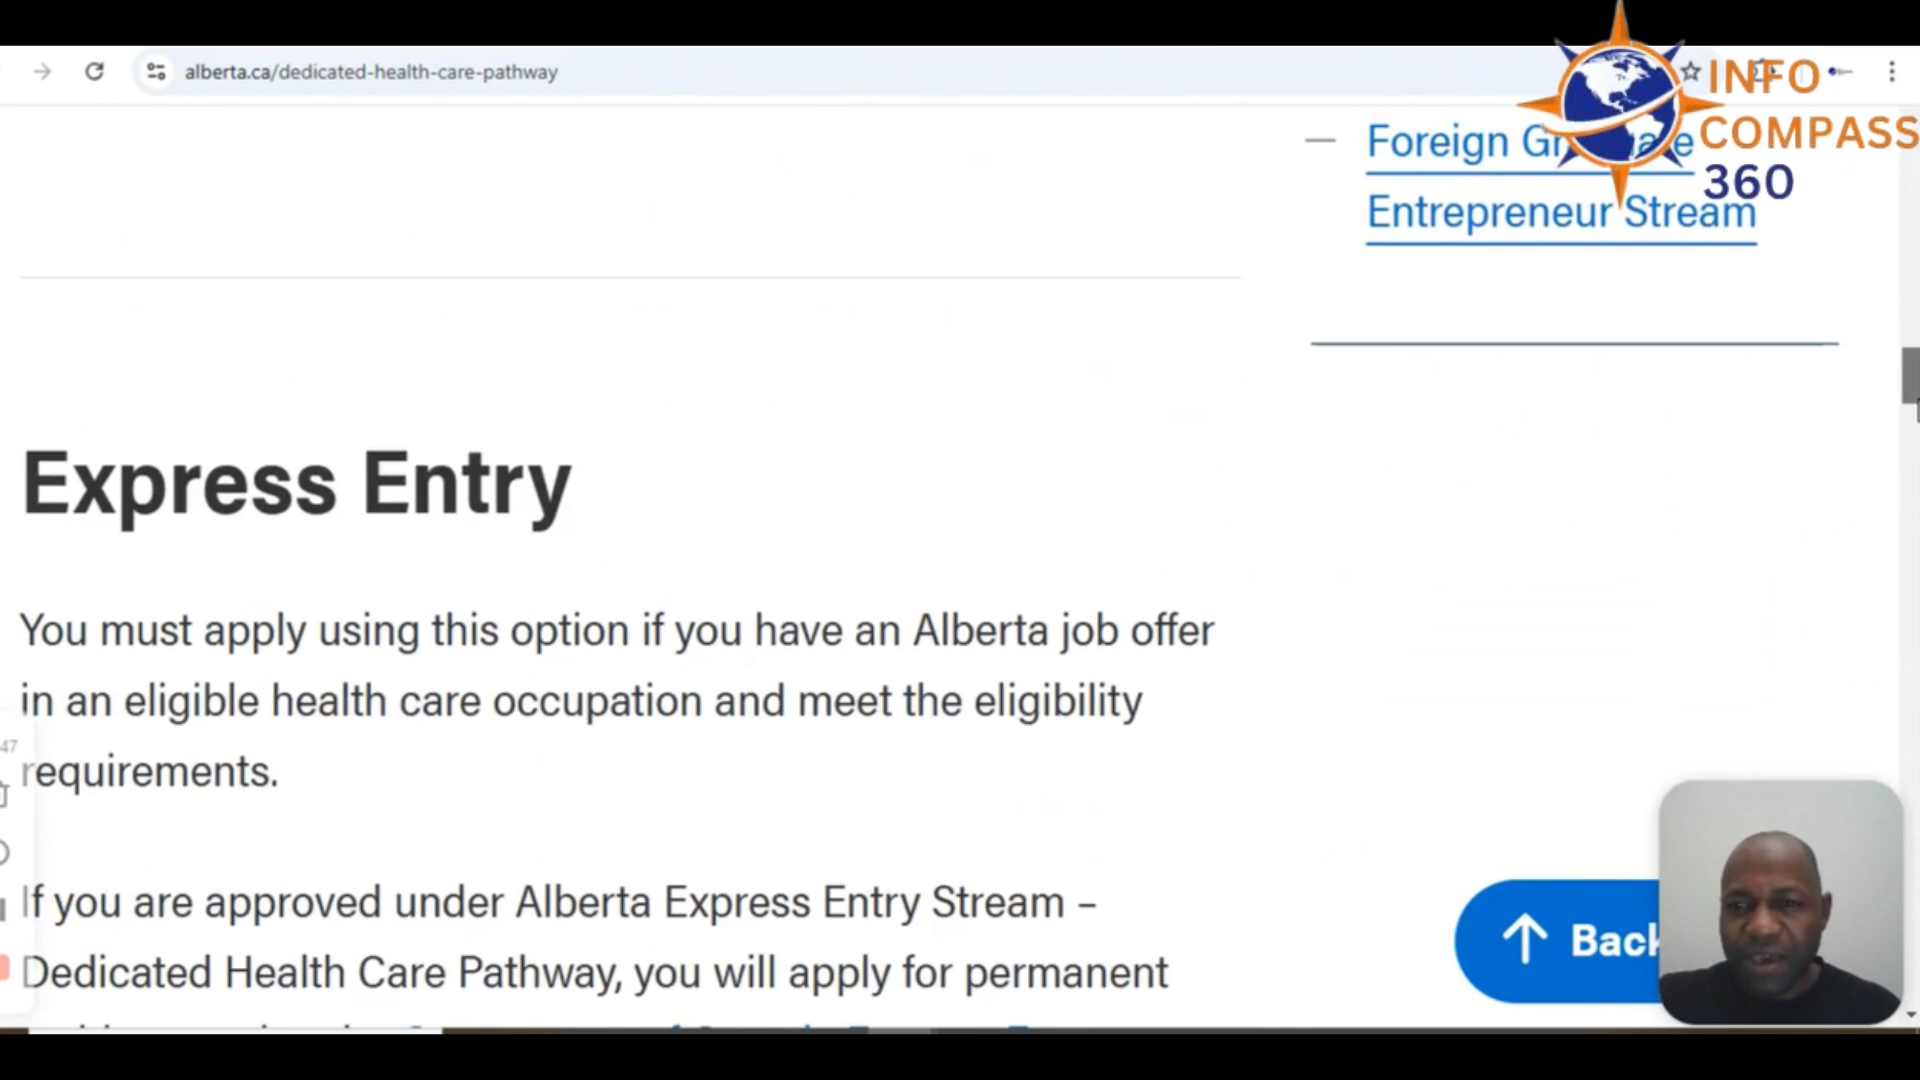 alberta.ca/dedicated-health-care-pathway
INFO
COMPASS
360
Foreign
Entrepreneur Stream
Express Entry
You must apply using this option if you have an Alberta job offer
in an eligible health care occupation and meet the eligibility
requirements.
47
If you are approved under Alberta Express Entry Stream –
Dedicated Health Care Pathway, you will apply for permanent
Back